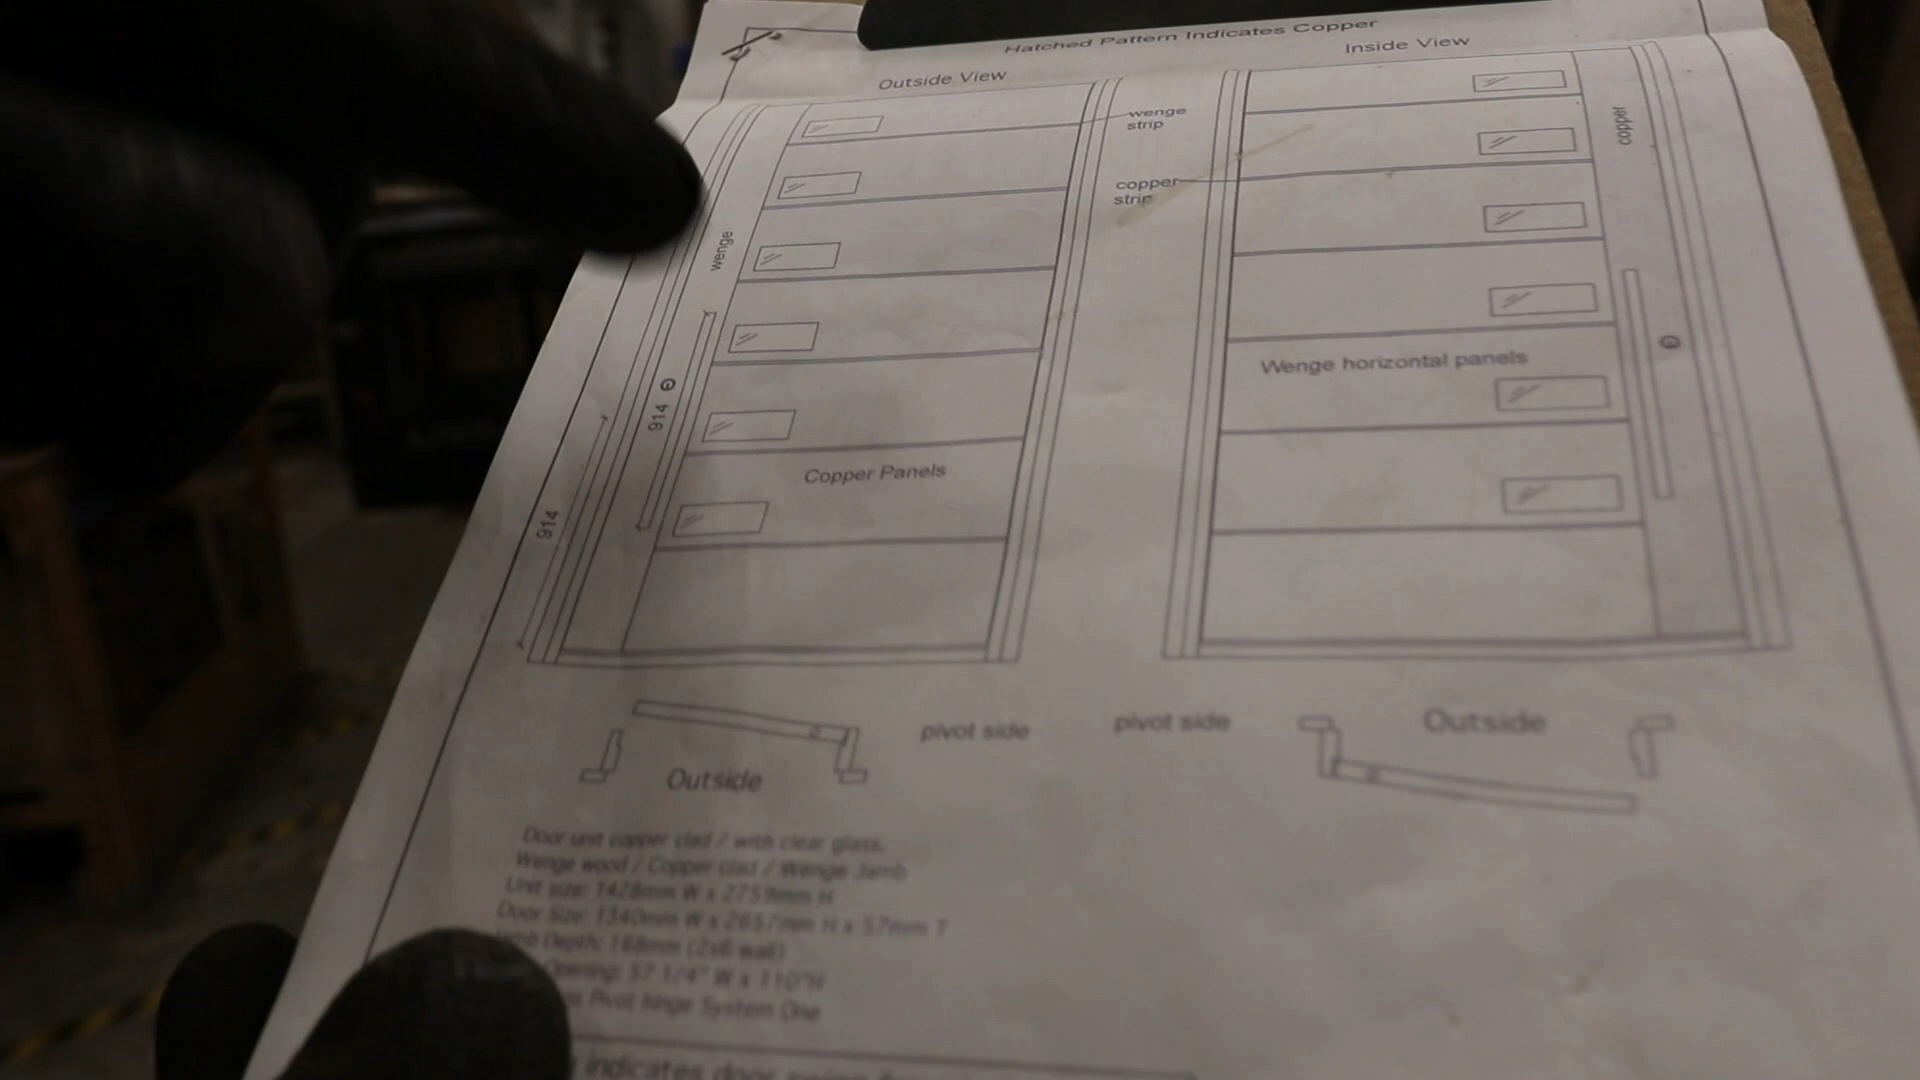 Hatched Pattern Indicates Copper
Outside View
Inside View
wenge
strip
copper
copper
strip
wenge
914
914
Wenge horizontal panels
Copper Panels
pivot side
pivot side
Outside
Outside
Door unit copper clad / with clear glass.
Wenge wood / Copper clad / Wenge Jamb
Unit size: 1428mm W x 2759mm H
Door Size: 1340mm W x 2657mm H x 57mm T
Depth: 168mm (2x6 wall)
Opening: 57 1/4" W x 110"H
Pivot hinge System One
indicates door swing